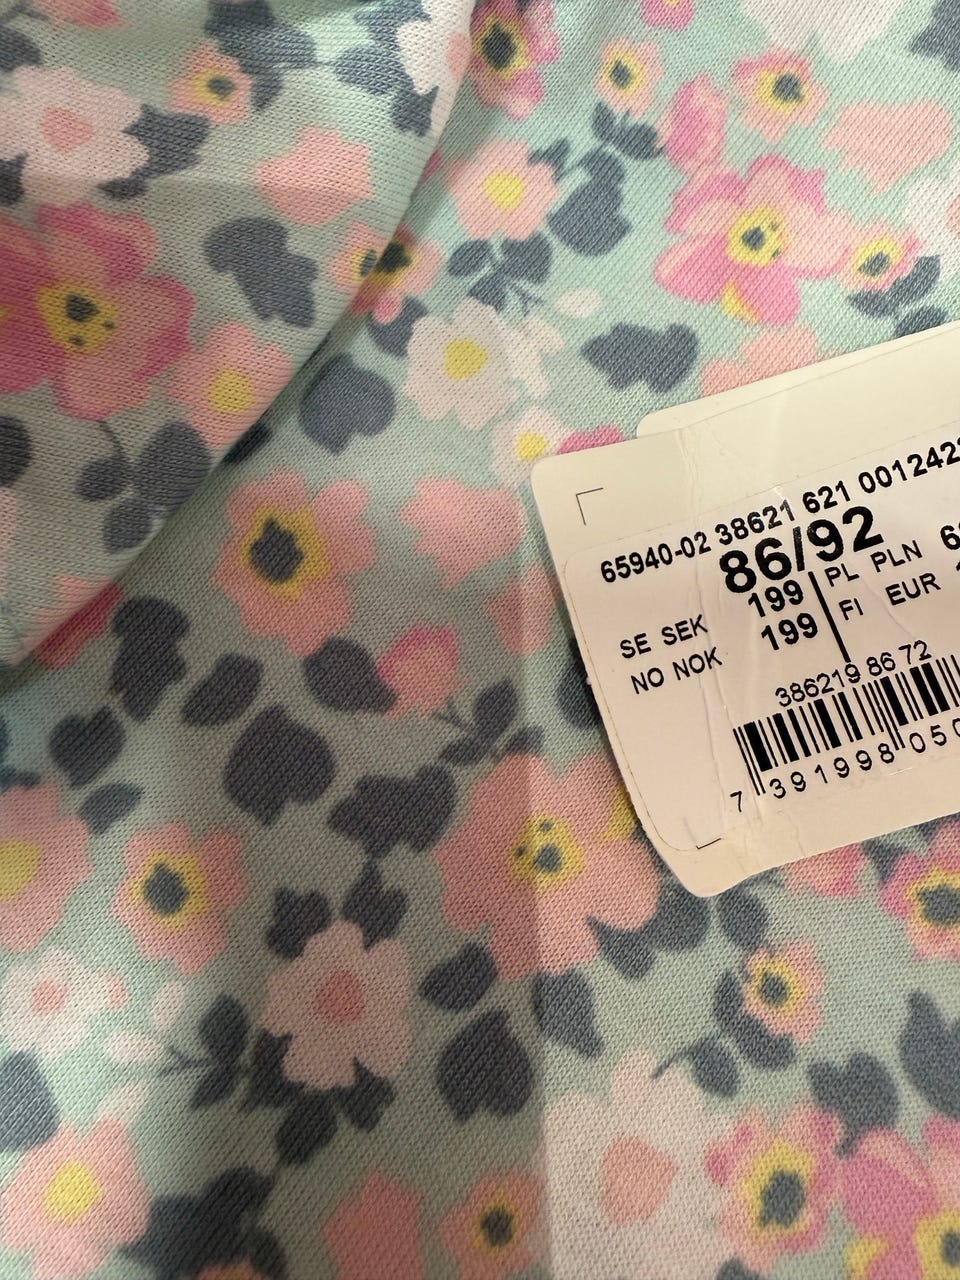 65940-02 38621 621 0012422
86/92
SE SEK 199 PL PLN
NO NOK 199 FI EUR
386219 86 72
7 391998 050